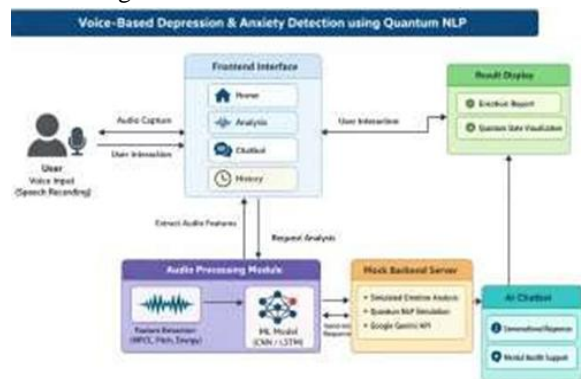 Voice-Based Depression & Anxiety Detection using Quantum NLP
Frontend Interface
Home
Analysis
Chatbot
History
Audio Capture
User Interaction
User
Voice Input
(Speech Recording)
User Interaction
Result Display
Emotion Report
Quantum State Visualization
Extract Audio Features
Request Analysis
Audio Processing Module
Feature Extraction
(MFCC, Pitch, Energy)
ML Model
(CNN / LSTM)
Response
Mock Backend Server
• Simulated Emotion Analysis
• Quantum NLP Simulation
• Google Gemini API
AI Chatbot
Conversational Response
Mental Health Support